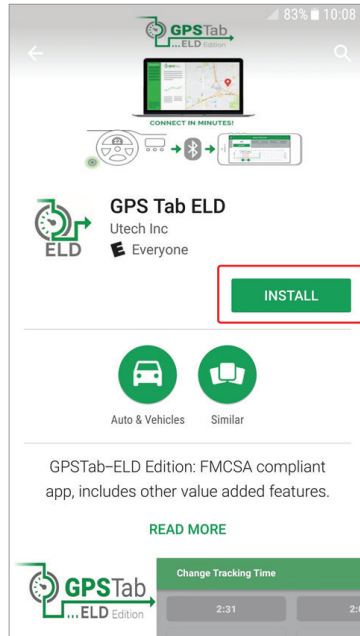 83% 10:08
GPSTab
...ELD Edition
CONNECT IN MINUTES!
GPS Tab ELD
ELD
Utech Inc
E Everyone
INSTALL
Auto & Vehicles Similar
GPSTab–ELD Edition: FMCSA compliant
app, includes other value added features.
READ MORE
GPSTab
...ELD Edition
Change Tracking Time
2:31